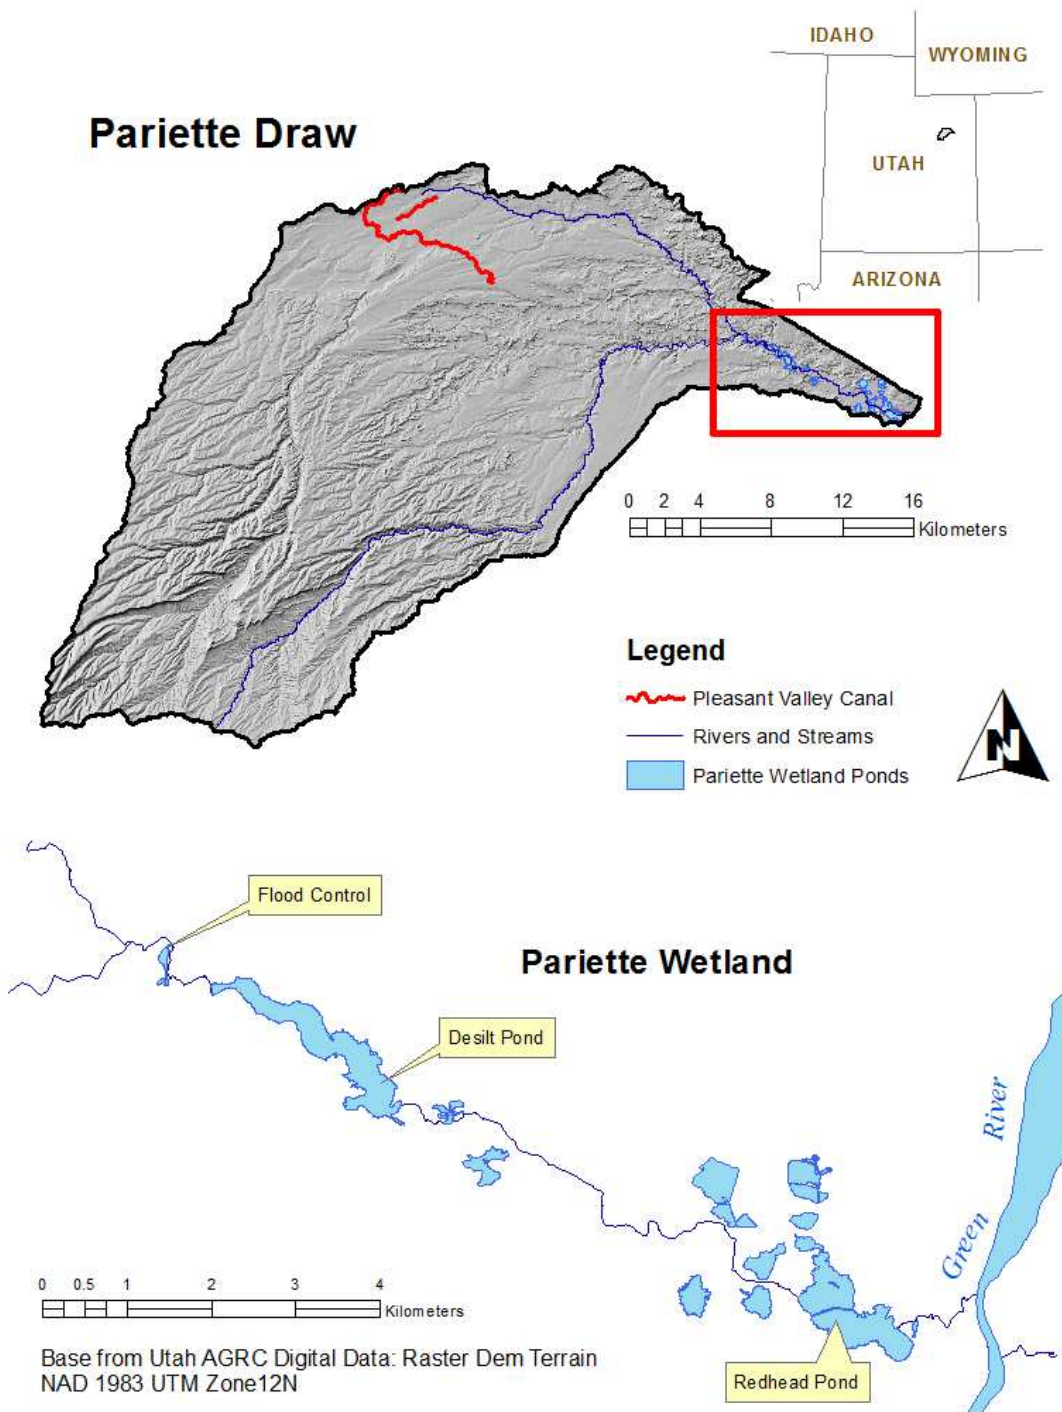 IDAHO
WYOMING
Pariette Draw
UTAH
ARIZONA
0 2 4 8 12 16
Kilometers
Legend
Pleasant Valley Canal
Rivers and Streams
Pariette Wetland Ponds
N
Flood Control
Pariette Wetland
Desilt Pond
Green River
0 0.5 1 2 3 4
Kilometers
Redhead Pond
Base from Utah AGRC Digital Data: Raster Dem Terrain
NAD 1983 UTM Zone12N